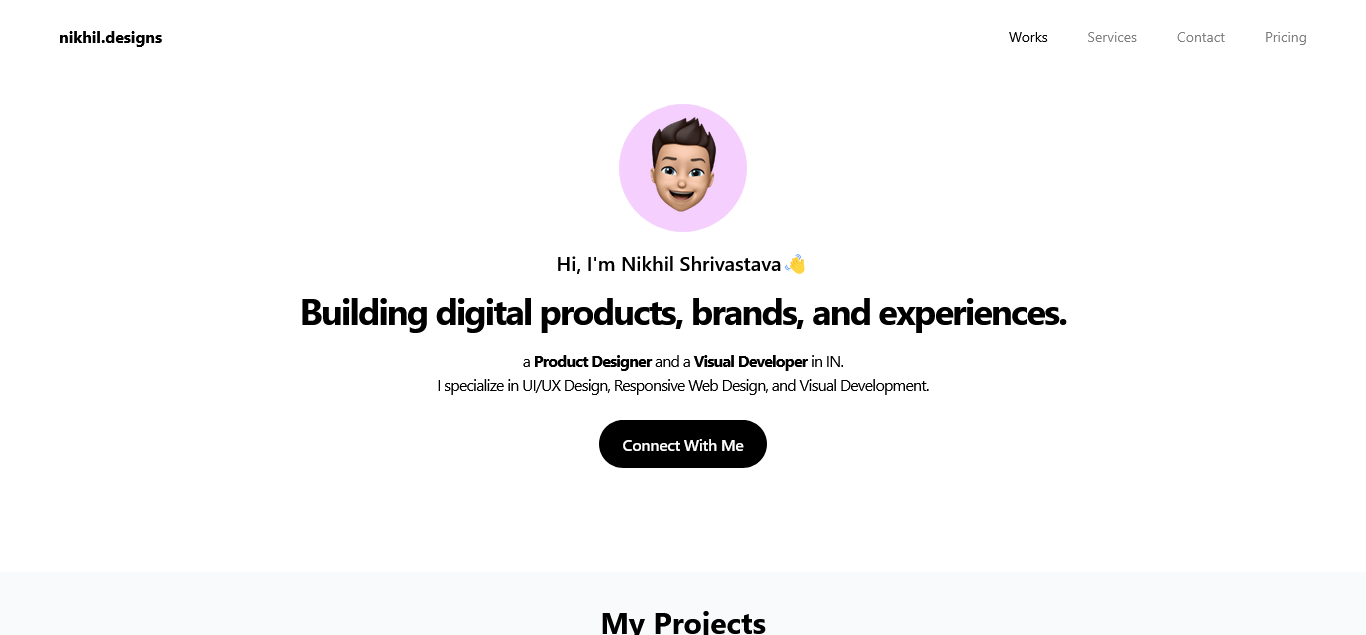 nikhil.designs
Works Services Contact Pricing
Hi, I'm Nikhil Shrivastava 👋
Building digital products, brands, and experiences.
a Product Designer and a Visual Developer in IN.
I specialize in UI/UX Design, Responsive Web Design, and Visual Development.
Connect With Me
My Projects